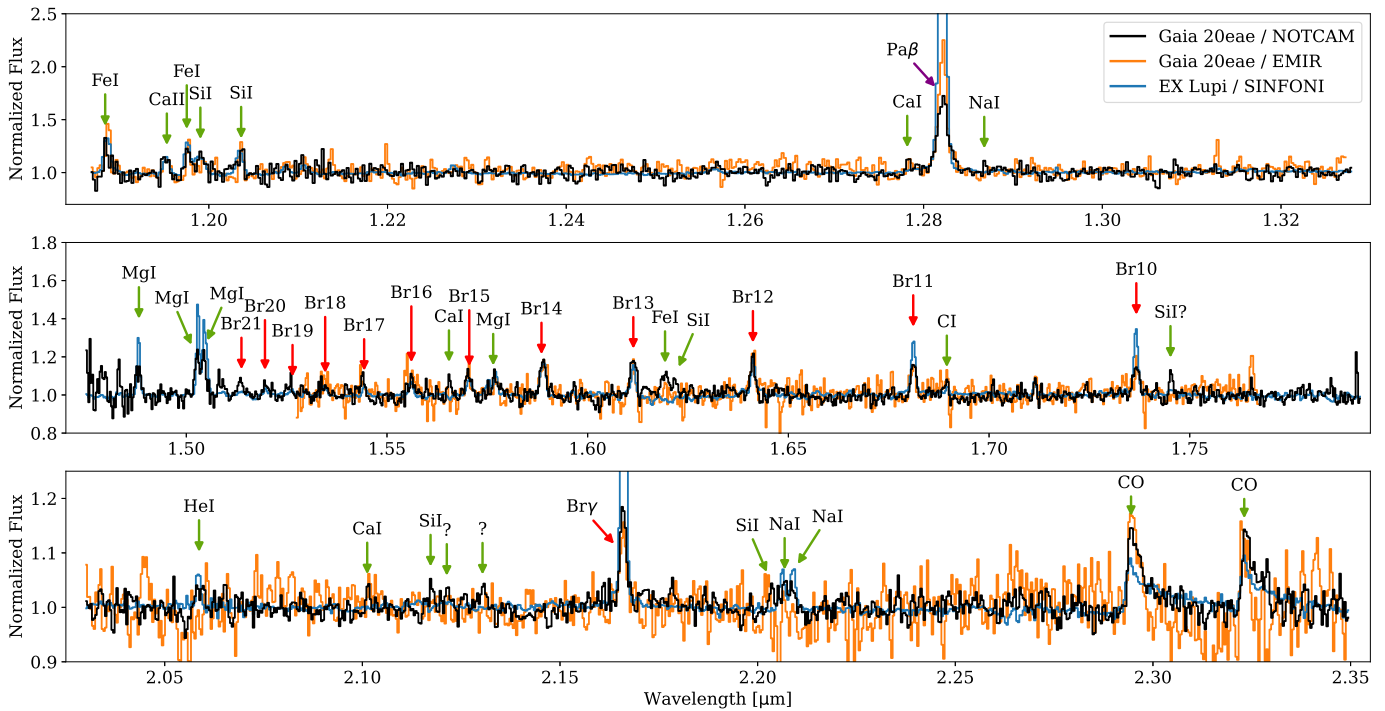 2.5
2.0
1.5
1.0
Normalized Flux
FeI
CaII
FeI
SiI
SiI
Paβ
CaI
NaI
Gaia 20eae / NOTCAM
Gaia 20eae / EMIR
EX Lupi / SINFONI
1.20 1.22 1.24 1.26 1.28 1.30 1.32
1.8
1.6
1.4
1.2
1.0
0.8
Normalized Flux
MgI
MgI
MgI
Br21
Br20
Br19
Br18
Br17
Br16
CaI
Br15
MgI
Br14
Br13
FeI
SiI
Br12
Br11
CI
Br10
SiI?
1.50 1.55 1.60 1.65 1.70 1.75
1.2
1.1
1.0
0.9
Normalized Flux
HeI
CaI
SiI
?
?
Brγ
SiI
NaI
NaI
CO
CO
2.05 2.10 2.15 2.20 2.25 2.30 2.35
Wavelength [μm]